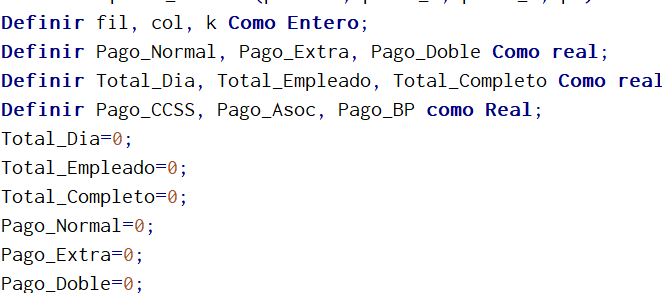 Definir fil, col, k Como Entero;
Definir Pago_Normal, Pago_Extra, Pago_Doble Como real;
Definir Total_Dia, Total_Empleado, Total_Completo Como real
Definir Pago_CCSS, Pago_Asoc, Pago_BP como Real;
Total_Dia=0;
Total_Empleado=0;
Total_Completo=0;
Pago_Normal=0;
Pago_Extra=0;
Pago_Doble=0;